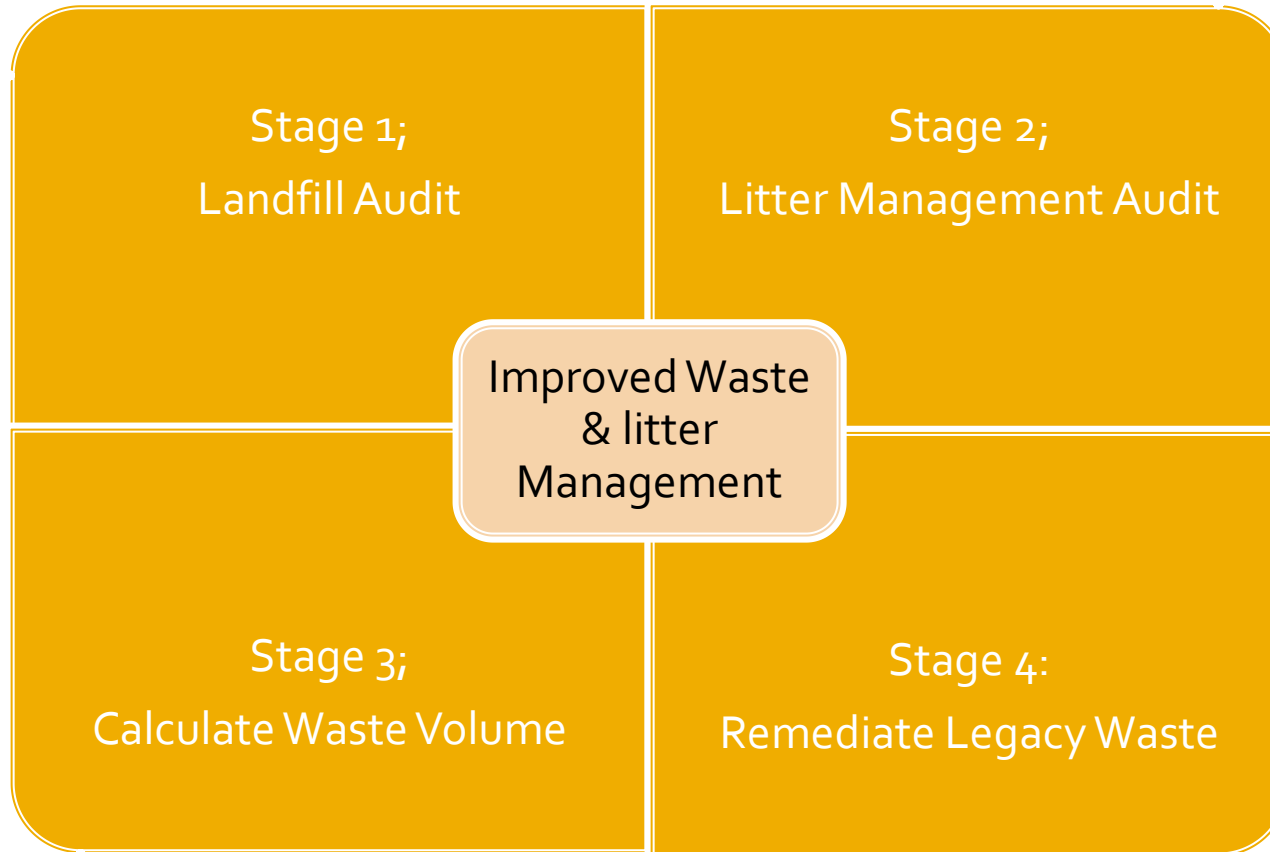 Stage 1;
Landfill Audit
Stage 2;
Litter Management Audit
Improved Waste
& litter
Management
Stage 3;
Calculate Waste Volume
Stage 4:
Remediate Legacy Waste